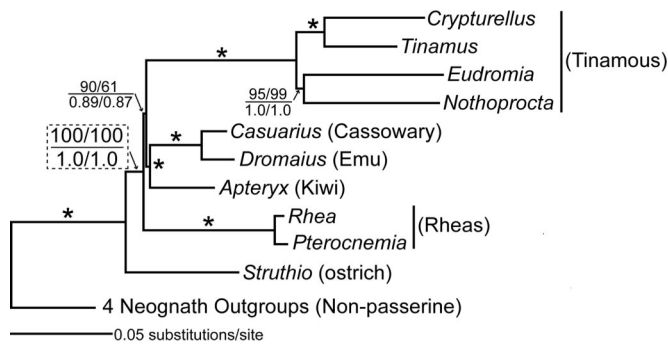 *
Crypturellus
*
Tinamus
(Tinamous)
Eudromia
90/61
0.89/0.87
95/99
1.0/1.0
Nothoprocta
100/100
1.0/1.0
*
Casuarius (Cassowary)
*
Dromaius (Emu)
Apteryx (Kiwi)
*
*
Rhea
(Rheas)
Pterocnemia
Struthio (ostrich)
4 Neognath Outgroups (Non-passerine)
0.05 substitutions/site